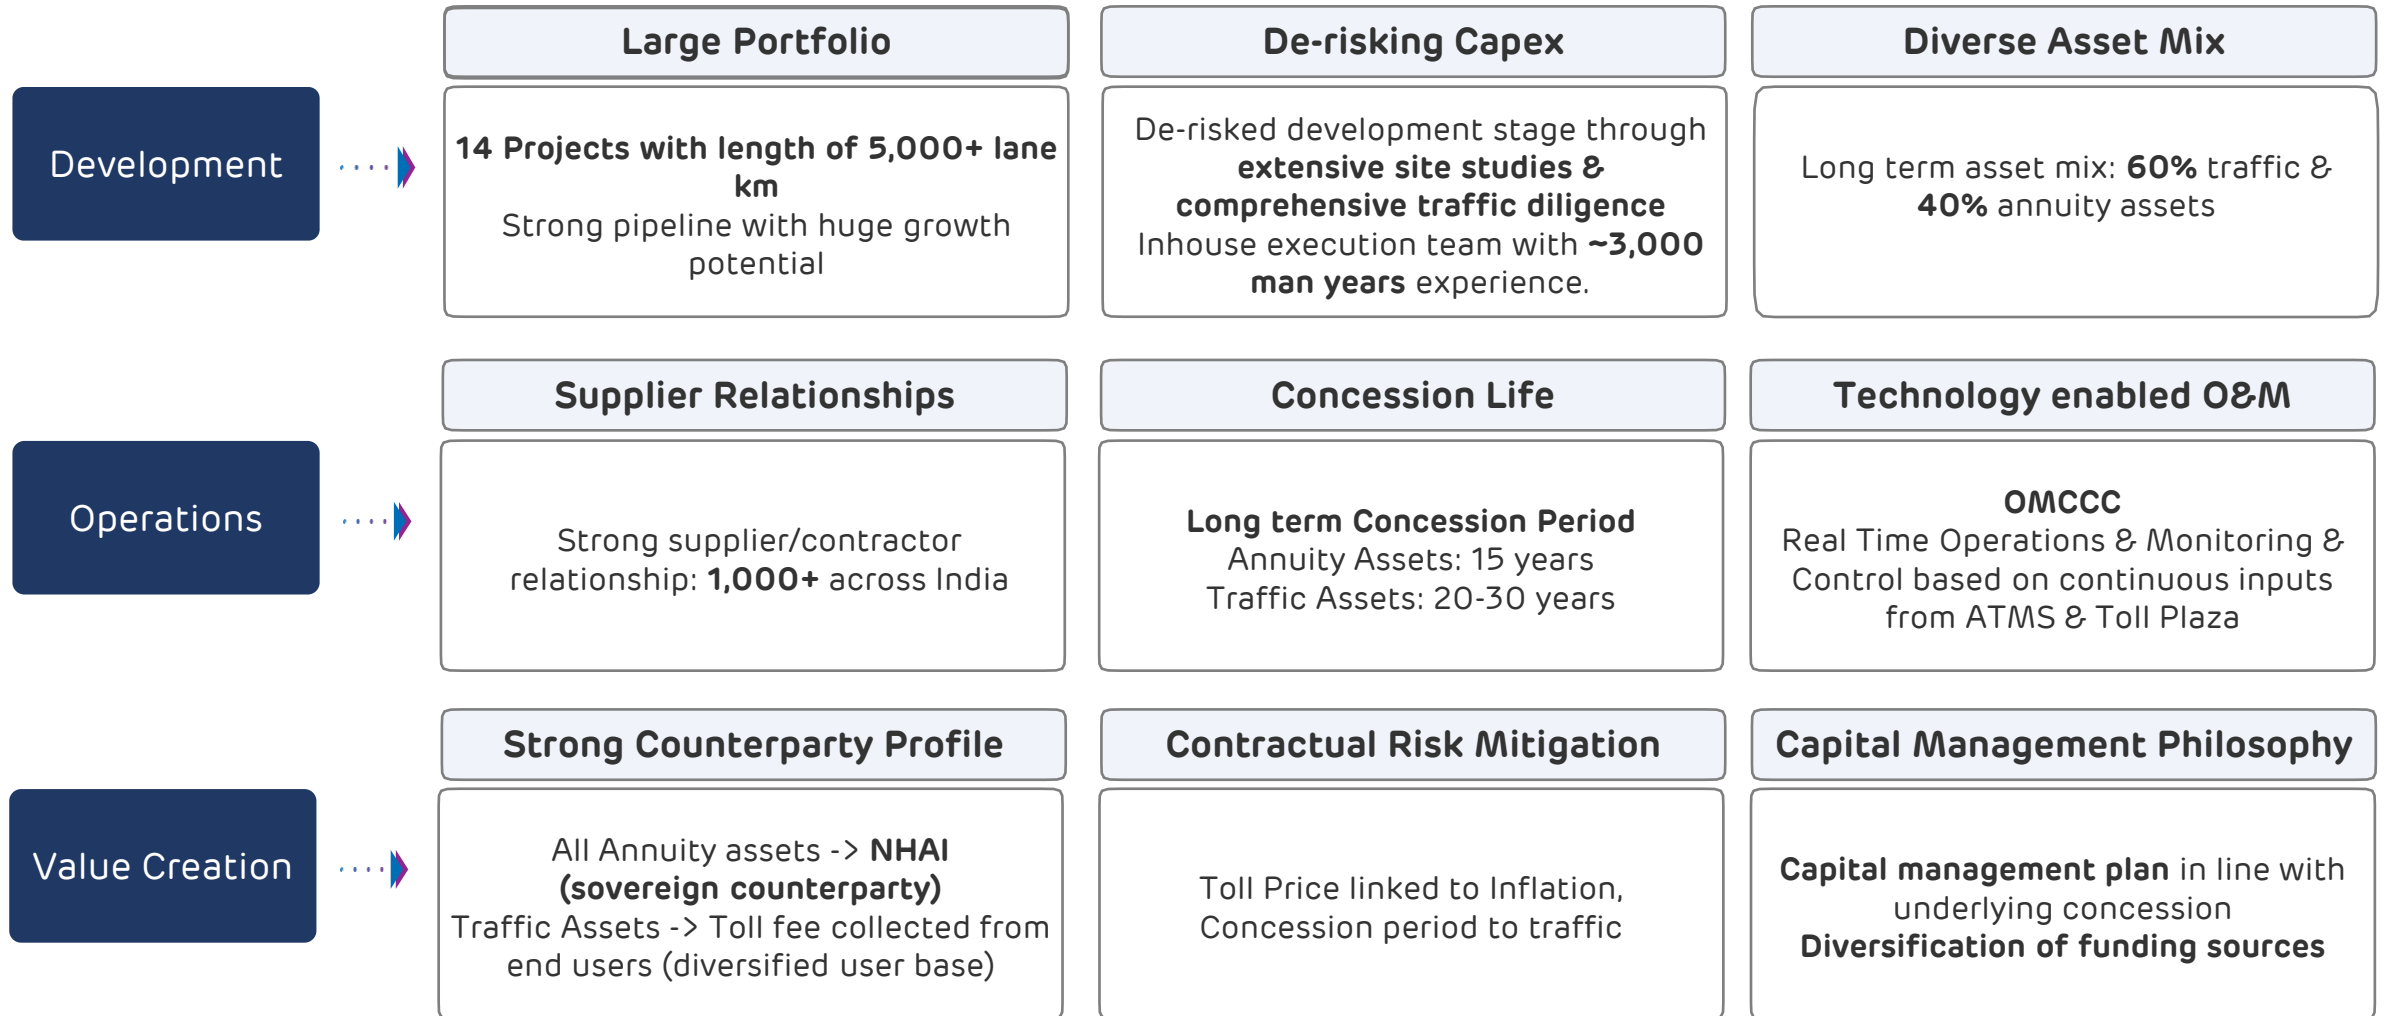 Large Portfolio
De-risking Capex
Diverse Asset Mix
Development
14 Projects with length of 5,000+ lane
km
Strong pipeline with huge growth
potential
De-risked development stage through
extensive site studies &
comprehensive traffic diligence
Inhouse execution team with ~3,000
man years experience.
Long term asset mix: 60% traffic &
40% annuity assets
Supplier Relationships
Concession Life
Technology enabled O&M
Operations
Strong supplier/contractor
relationship: 1,000+ across India
Long term Concession Period
Annuity Assets: 15 years
Traffic Assets: 20-30 years
OMCCC
Real Time Operations & Monitoring &
Control based on continuous inputs
from ATMS & Toll Plaza
Strong Counterparty Profile
Contractual Risk Mitigation
Capital Management Philosophy
Value Creation
All Annuity assets -> NHAI
(sovereign counterparty)
Traffic Assets -> Toll fee collected from
end users (diversified user base)
Toll Price linked to Inflation,
Concession period to traffic
Capital management plan in line with
underlying concession
Diversification of funding sources